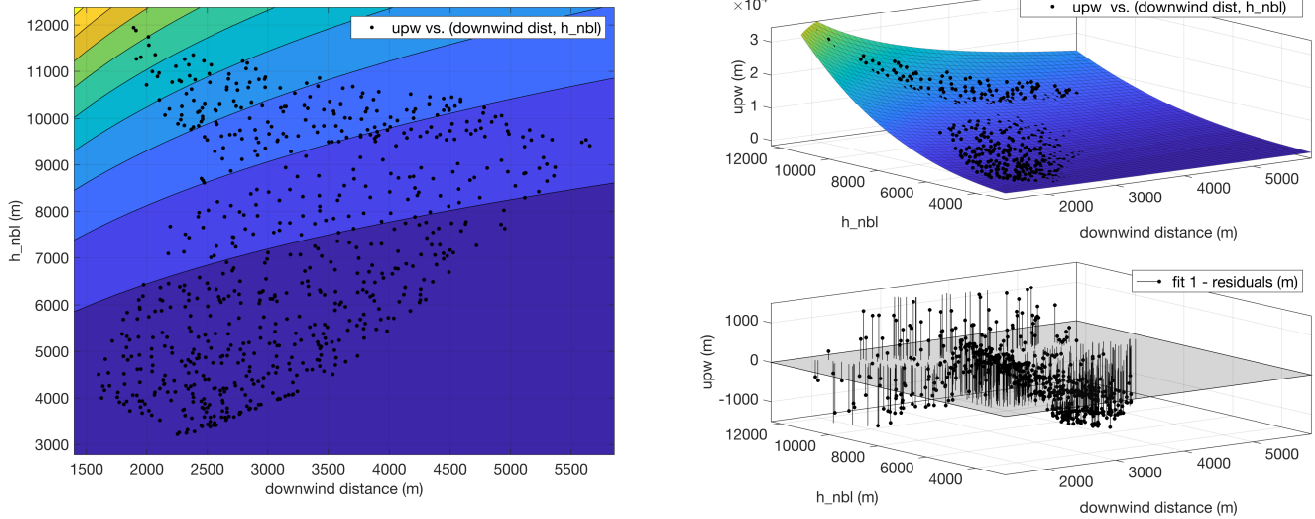 12000
11000
10000
9000
8000
7000
6000
5000
4000
3000
h_nbl (m)
1500 2000 2500 3000 3500 4000 4500 5000 5500
downwind distance (m)
upw vs. (downwind dist, h_nbl)
upw vs. (downwind dist, h_nbl)
3
2
1
0
upw (m)
12000
10000
8000
6000
4000
h_nbl
2000
3000
4000
5000
downwind distance (m)
fit 1 - residuals (m)
1000
0
-1000
upw (m)
12000
10000
8000
6000
4000
h_nbl (m)
2000
3000
4000
5000
downwind distance (m)